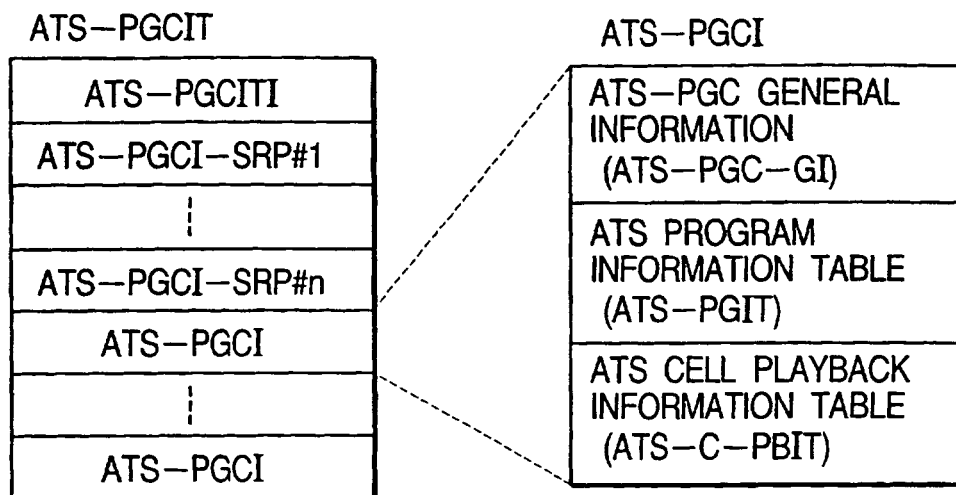 ATS-PGCIT
ATS-PGCITI
ATS-PGCI-SRP#1
ATS-PGCI-SRP#n
ATS-PGCI
ATS-PGCI
ATS-PGCI
ATS-PGC GENERAL
INFORMATION
(ATS-PGC-GI)
ATS PROGRAM
INFORMATION TABLE
(ATS-PGIT)
ATS CELL PLAYBACK
INFORMATION TABLE
(ATS-C-PBIT)